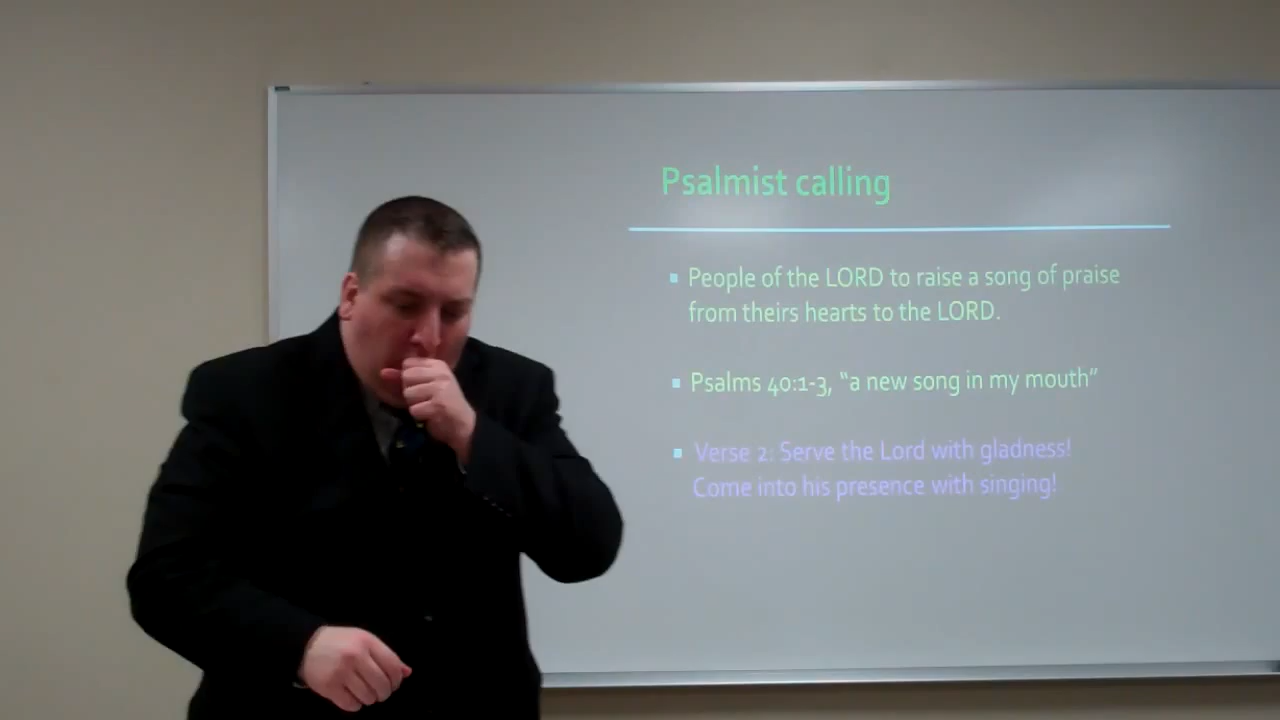 Psalmist calling
People of the LORD to raise a song of praise
from theirs hearts to the LORD.
Psalms 40:1-3, “a new song in my mouth”
Verse 2: Serve the Lord with gladness!
Come into his presence with singing!